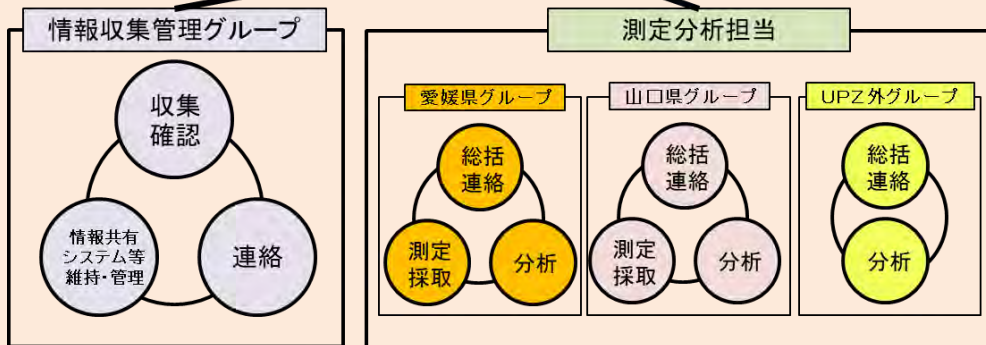 情報収集管理グループ
収集
確認
情報共有
システム等
維持・管理
連絡
測定分析担当
愛媛県グループ
総括
連絡
測定
採取
分析
山口県グループ
総括
連絡
測定
採取
分析
UPZ外グループ
総括
連絡
分析